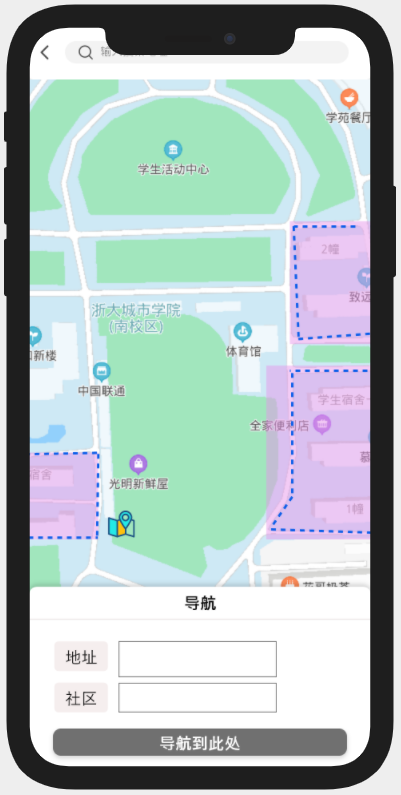 学苑餐厅
学生活动中心
2幢
致远
浙大城市学院
(南校区)
体育馆
新楼
中国联通
学生宿舍
全家便利店
宿舍
光明新鲜屋
1幢
导航
地址
社区
导航到此处